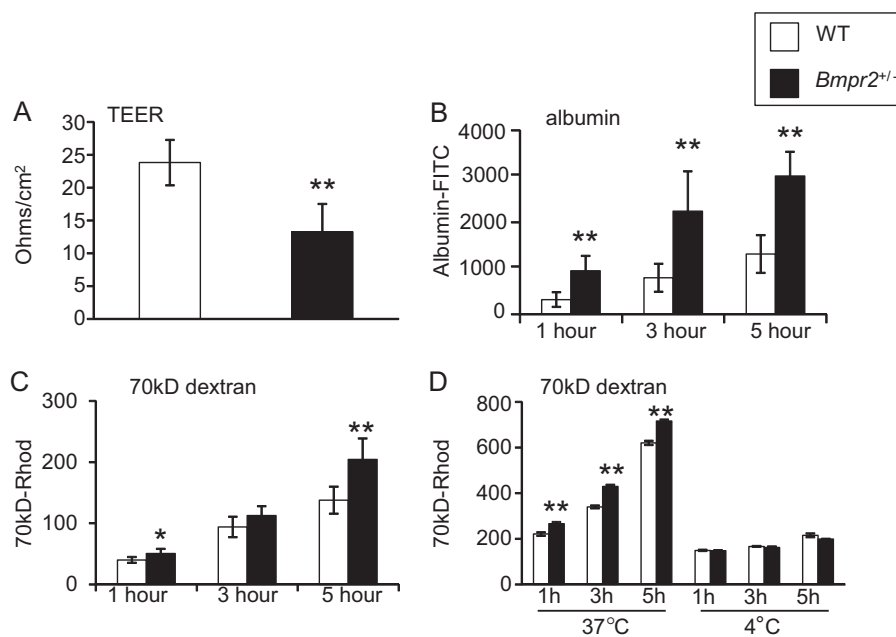 WT
Bmpr2+/-
A
TEER
Ohms/cm2
30
25
20
15
10
5
0
**
B
albumin
Albumin-FITC
4000
3000
2000
1000
0
**
**
**
1 hour
3 hour
5 hour
C
70kD dextran
70kD-Rhod
300
200
100
0
*
**
1 hour
3 hour
5 hour
D
70kD dextran
70kD-Rhod
800
600
400
200
0
**
**
**
1h 3h 5h 1h 3h 5h
37°C 4°C